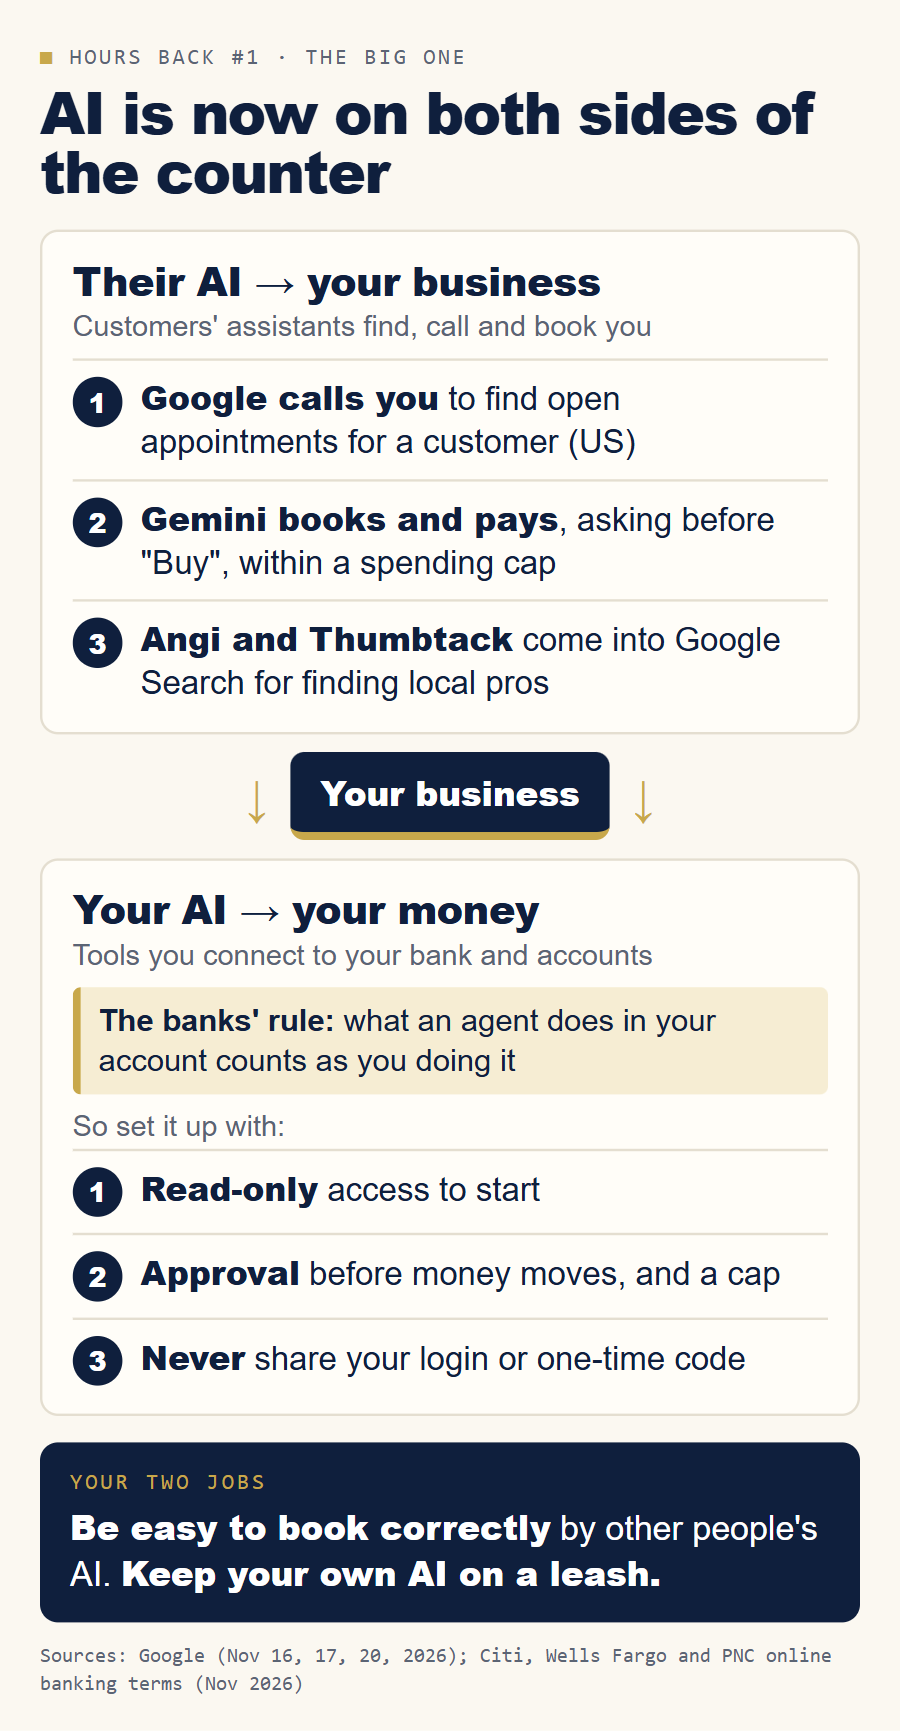 HOURS BACK #1 · THE BIG ONE
AI is now on both sides of
the counter
Their AI → your business
Customers' assistants find, call and book you
1 Google calls you to find open
appointments for a customer (US)
2 Gemini books and pays, asking before
"Buy", within a spending cap
3 Angi and Thumbtack come into Google
Search for finding local pros
↓ Your business ↓
Your AI → your money
Tools you connect to your bank and accounts
The banks' rule: what an agent does in your
account counts as you doing it
So set it up with:
1 Read-only access to start
2 Approval before money moves, and a cap
3 Never share your login or one-time code
YOUR TWO JOBS
Be easy to book correctly by other people's
AI. Keep your own AI on a leash.
Sources: Google (Nov 16, 17, 20, 2026); Citi, Wells Fargo and PNC online
banking terms (Nov 2026)